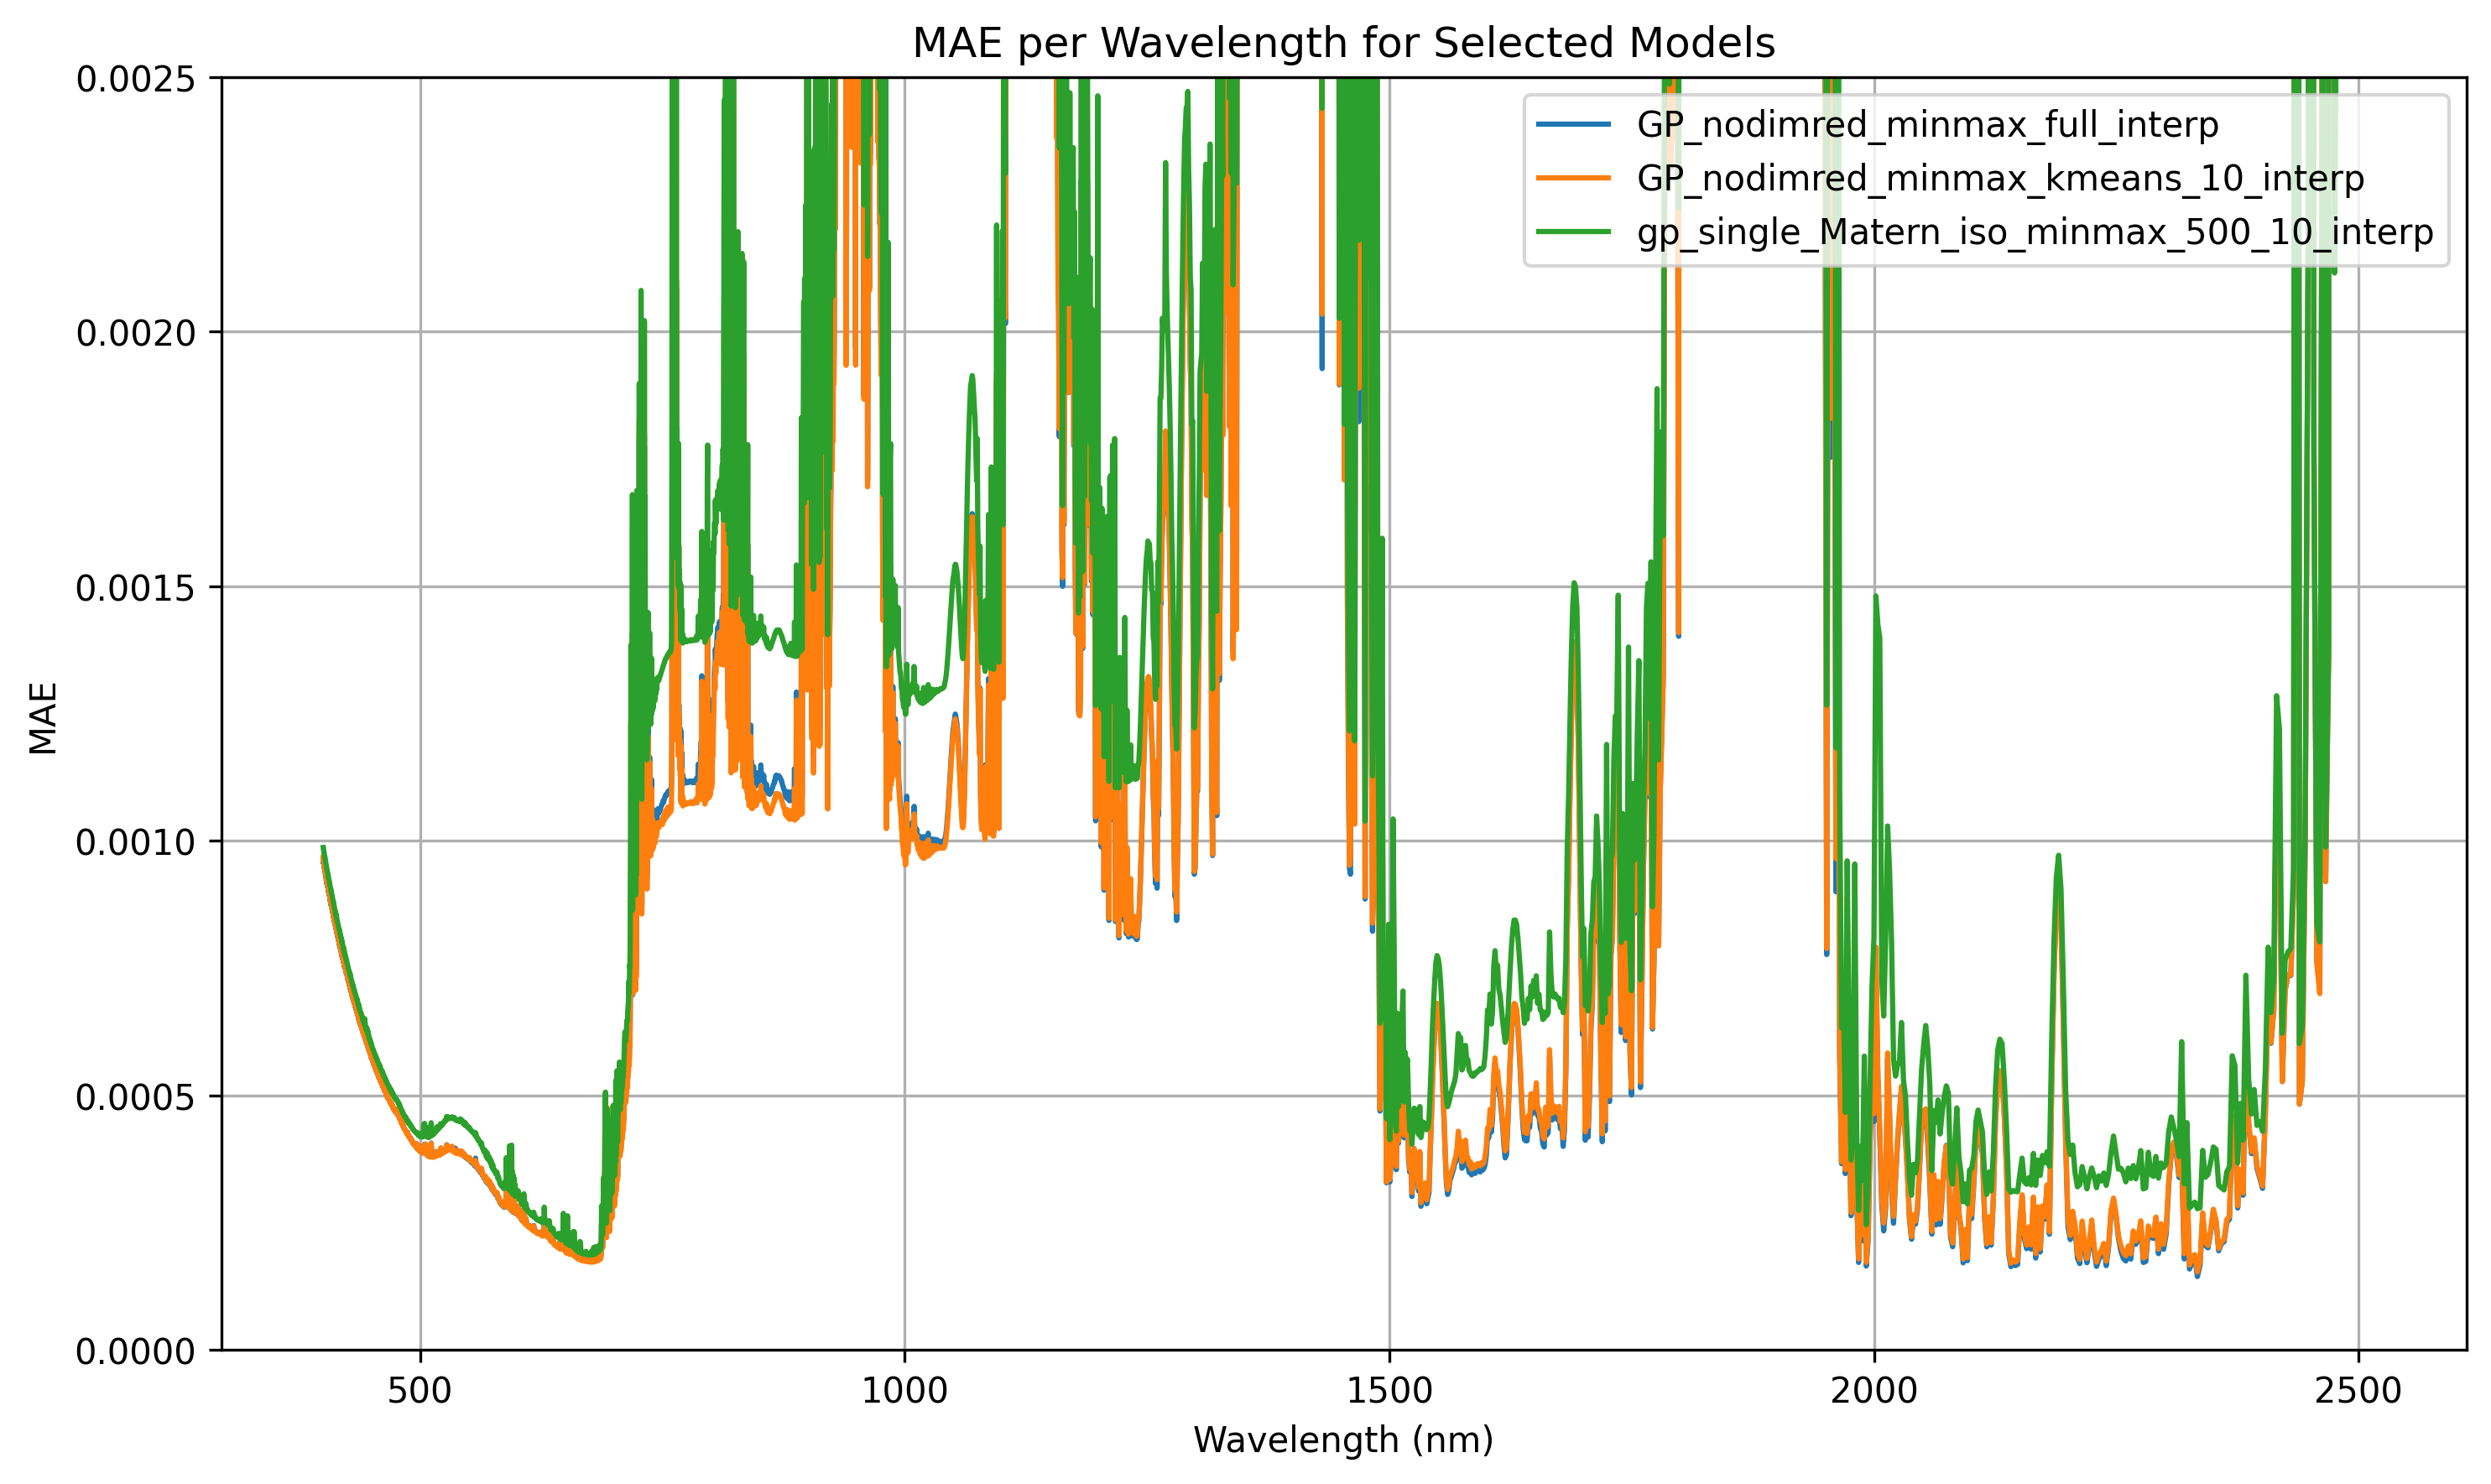 MAE per Wavelength for Selected Models
0.0025
0.0020
0.0015
0.0010
0.0005
0.0000
MAE
GP_nodimred_minmax_full_interp
GP_nodimred_minmax_kmeans_10_interp
gp_single_Matern_iso_minmax_500_10_interp
500
1000
1500
2000
2500
Wavelength (nm)